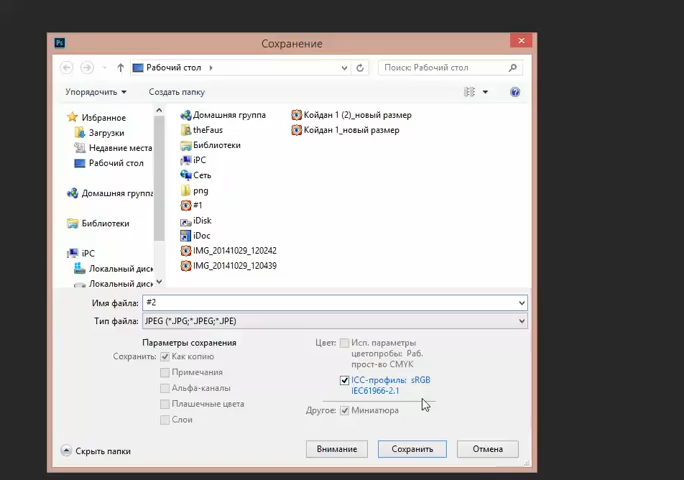 Ps
Сохранение
Рабочий стол
Поиск: Рабочий стол
Упорядочить
Создать папку
Избранное
Загрузки
Недавние места
Рабочий стол
Домашняя группа
Библиотеки
iPC
Локальный диск
Локальный диск
Домашняя группа
theFaus
Библиотеки
iPC
Сеть
png
#1
iDisk
iDoc
IMG_20141029_120242
IMG_20141029_120439
Койдан 1 (2)_новый размер
Койдан 1_новый размер
Имя файла: #2
Тип файла: JPEG (*.JPG;*.JPEG;*.JPE)
Параметры сохранения
Сохранить: Как копию
Примечания
Альфа-каналы
Плашечные цвета
Слои
Цвет: Исп. параметры
цветопробы: Раб.
прост-во CMYK
ICC-профиль: sRGB
IEC61966-2.1
Другое: Миниатюра
Скрыть папки
Внимание
Сохранить
Отмена